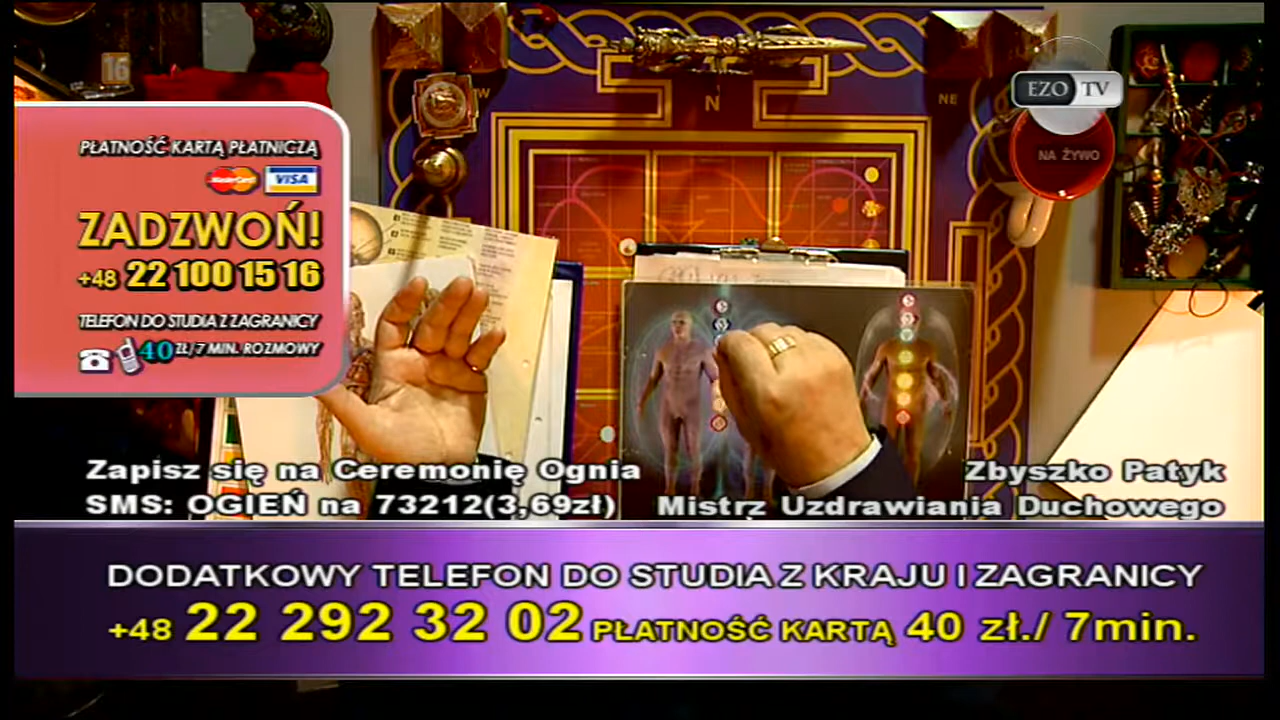 16
W
N
NE
EZO TV
NA ŻYWO
PŁATNOŚĆ KARTĄ PŁATNICZĄ
MasterCard VISA
ZADZWOŃ!
+48 22 100 15 16
TELEFON DO STUDIA Z ZAGRANICY
40 ZŁ/7 MIN. ROZMOWY
Zapisz się na Ceremonię Ognia
SMS: OGIEŃ na 73212(3,69zł)
Zbyszko Patyk
Mistrz Uzdrawiania Duchowego
DODATKOWY TELEFON DO STUDIA Z KRAJU I ZAGRANICY
+48 22 292 32 02 PŁATNOŚĆ KARTĄ 40 zł./ 7min.